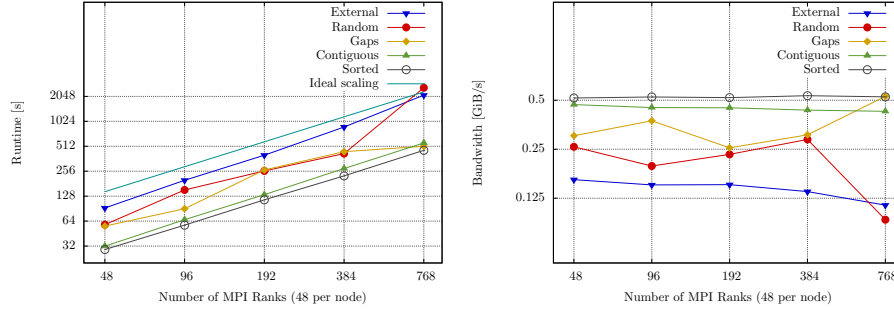 External
Random
Gaps
Contiguous
Sorted
Ideal scaling
2048
1024
512
256
128
64
32
Runtime [s]
48 96 192 384 768
Number of MPI Ranks (48 per node)
External
Random
Gaps
Contiguous
Sorted
0.5
0.25
0.125
Bandwidth [GiB/s]
48 96 192 384 768
Number of MPI Ranks (48 per node)